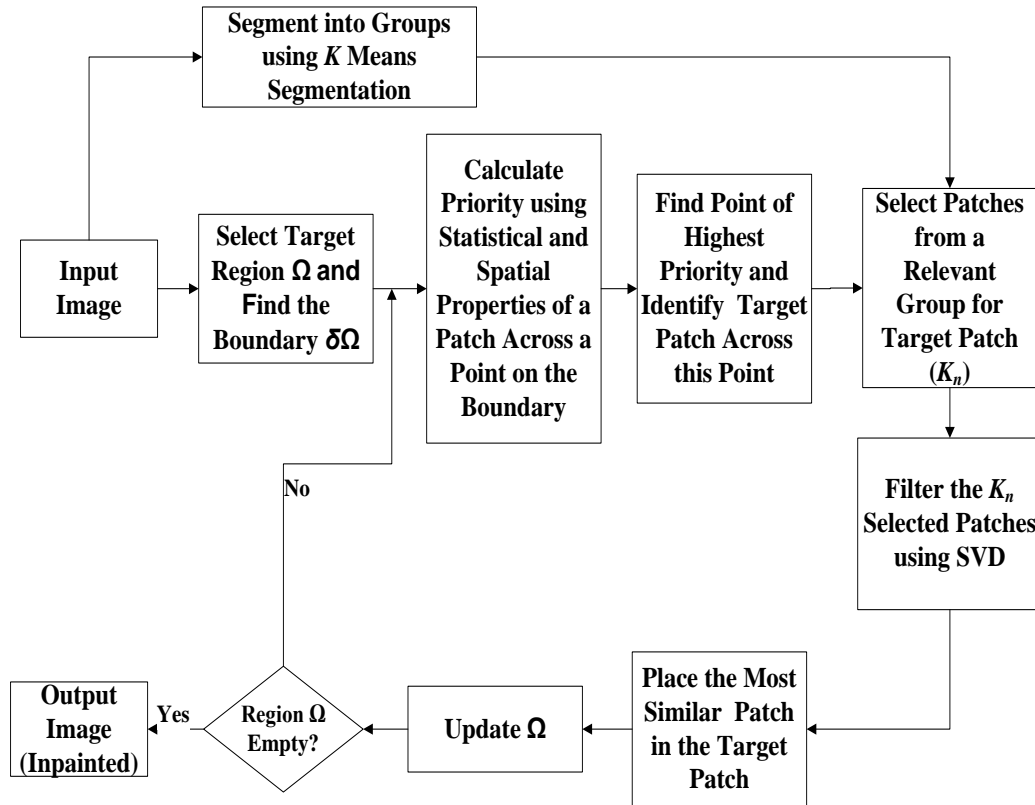 Segment into Groups
using K Means
Segmentation
Input
Image
Select Target
Region Ω and
Find the
Boundary δΩ
Calculate
Priority using
Statistical and
Spatial
Properties of a
Patch Across a
Point on the
Boundary
Find Point of
Highest
Priority and
Identify Target
Patch Across
this Point
Select Patches
from a
Relevant
Group for
Target Patch
(Kn)
Filter the Kn
Selected Patches
using SVD
Place the Most
Similar Patch
in the Target
Patch
Update Ω
Region Ω
Empty?
No
Yes
Output
Image
(Inpainted)